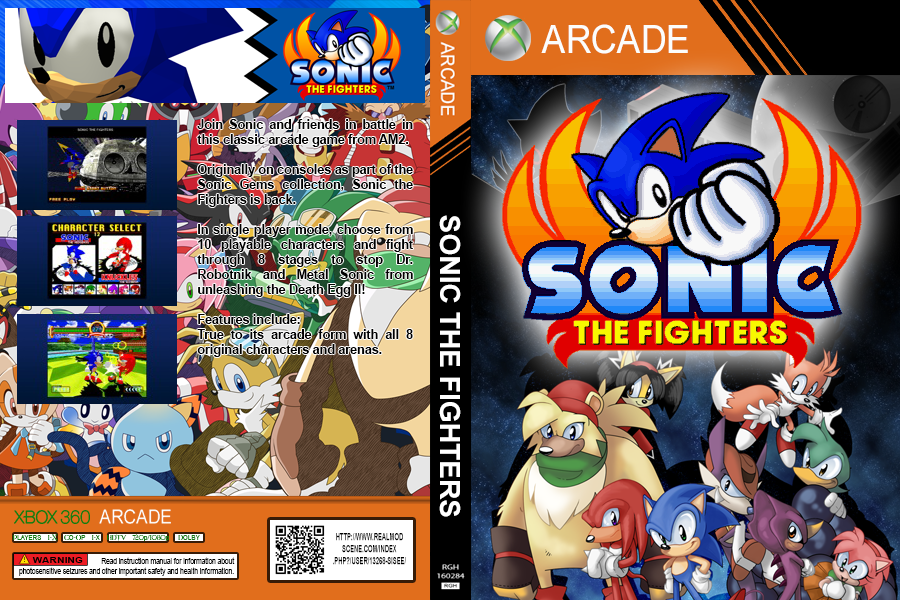 SONIC
THE FIGHTERS
TM
Join Sonic and friends in battle in
this classic arcade game from AM2.
Originally on consoles as part of the
Sonic Gems collection, Sonic the
Fighters is back.
In single player mode, choose from
10 playable characters and fight
through 8 stages to stop Dr.
Robotnik and Metal Sonic from
unleashing the Death Egg II!
Features include:
True to its arcade form with all 8
original characters and arenas.
SONIC THE FIGHTERS
FREE PLAY
CHARACTER SELECT
SONIC
KNUCKLES
XBOX 360 ARCADE
PLAYERS 1-X
CO-OP 1-X
HDTV 720p/1080p
DOLBY
WARNING Read instruction manual for information about
photosensitive seizures and other important safety and health information.
HTTP://WWW.REALMOD
SCENE.COM/INDEX
.PHP?/USER/13268-SISEE/
ARCADE
SONIC THE FIGHTERS
RGH
160284
RGH
ARCADE
SONIC
THE FIGHTERS